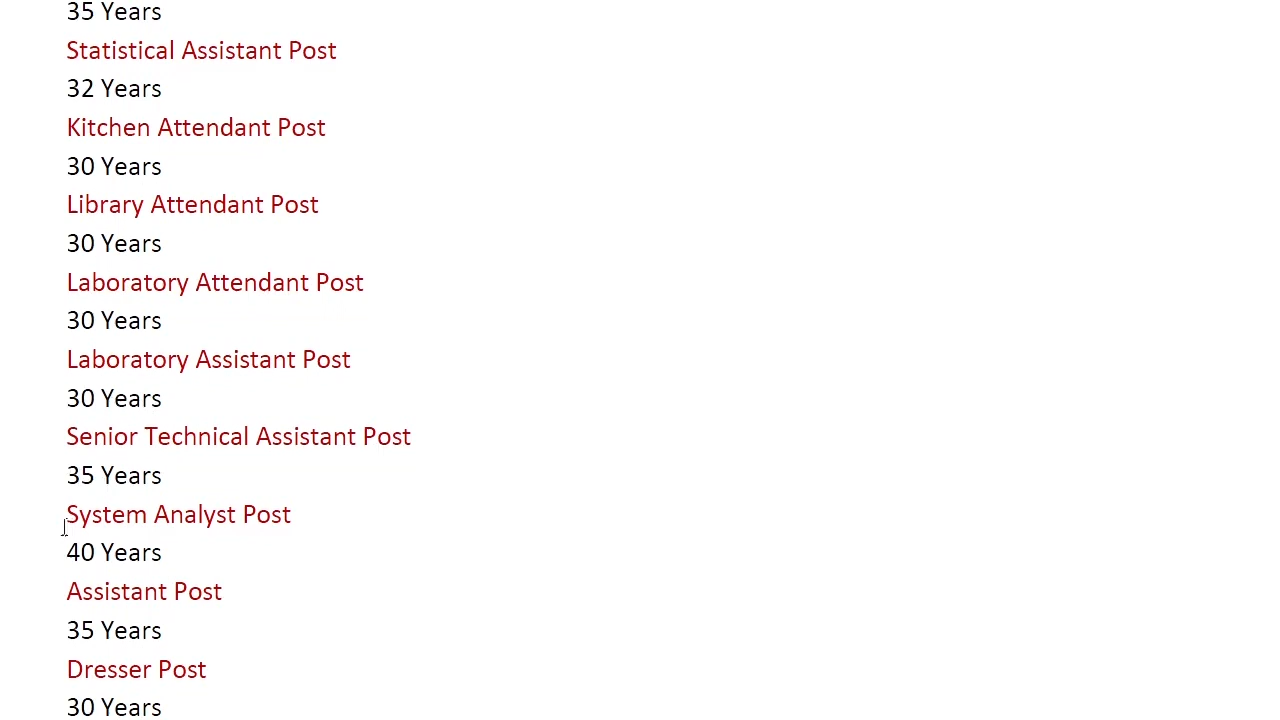 35 Years
Statistical Assistant Post
32 Years
Kitchen Attendant Post
30 Years
Library Attendant Post
30 Years
Laboratory Attendant Post
30 Years
Laboratory Assistant Post
30 Years
Senior Technical Assistant Post
35 Years
System Analyst Post
40 Years
Assistant Post
35 Years
Dresser Post
30 Years